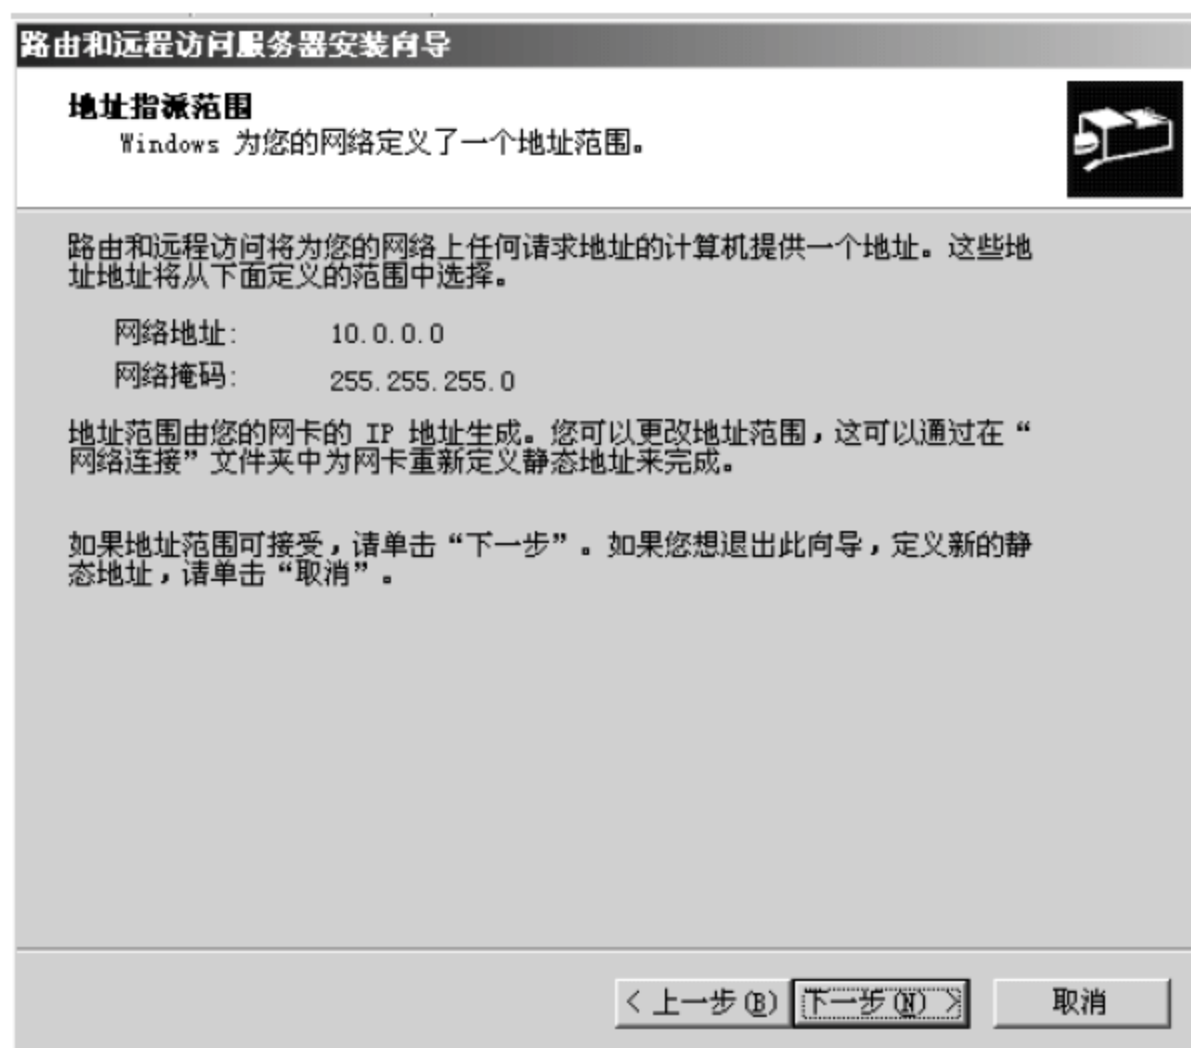 路由和远程访问服务器安装向导
地址指派范围
Windows 为您的网络定义了一个地址范围。
路由和远程访问将为您的网络上任何请求地址的计算机提供一个地址。这些地
址地址将从下面定义的范围中选择。
网络地址: 10.0.0.0
网络掩码: 255.255.255.0
地址范围由您的网卡的 IP 地址生成。您可以更改地址范围，这可以通过在“
网络连接”文件夹中为网卡重新定义静态地址来完成。
如果地址范围可接受，请单击“下一步”。如果您想退出此向导，定义新的静
态地址，请单击“取消”。
< 上一步(B) 下一步(N) > 取消